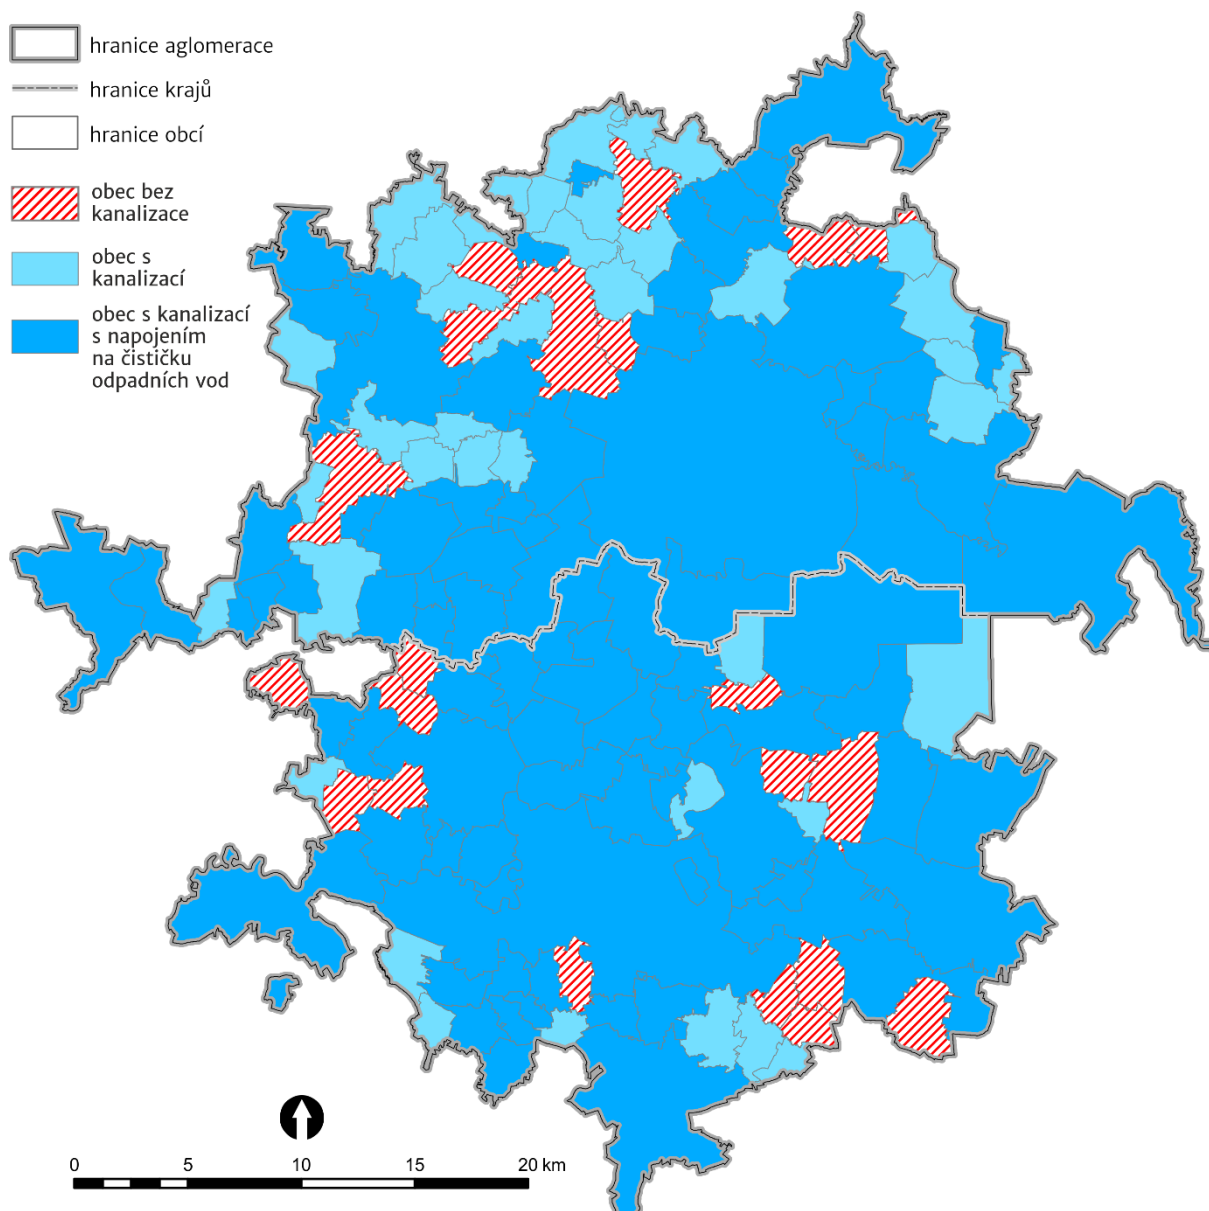 hranice aglomerace
hranice krajů
hranice obcí
obec bez
kanalizace
obec s
kanalizací
obec s kanalizací
s napojením
na čističku
odpadních vod
0 5 10 15 20 km